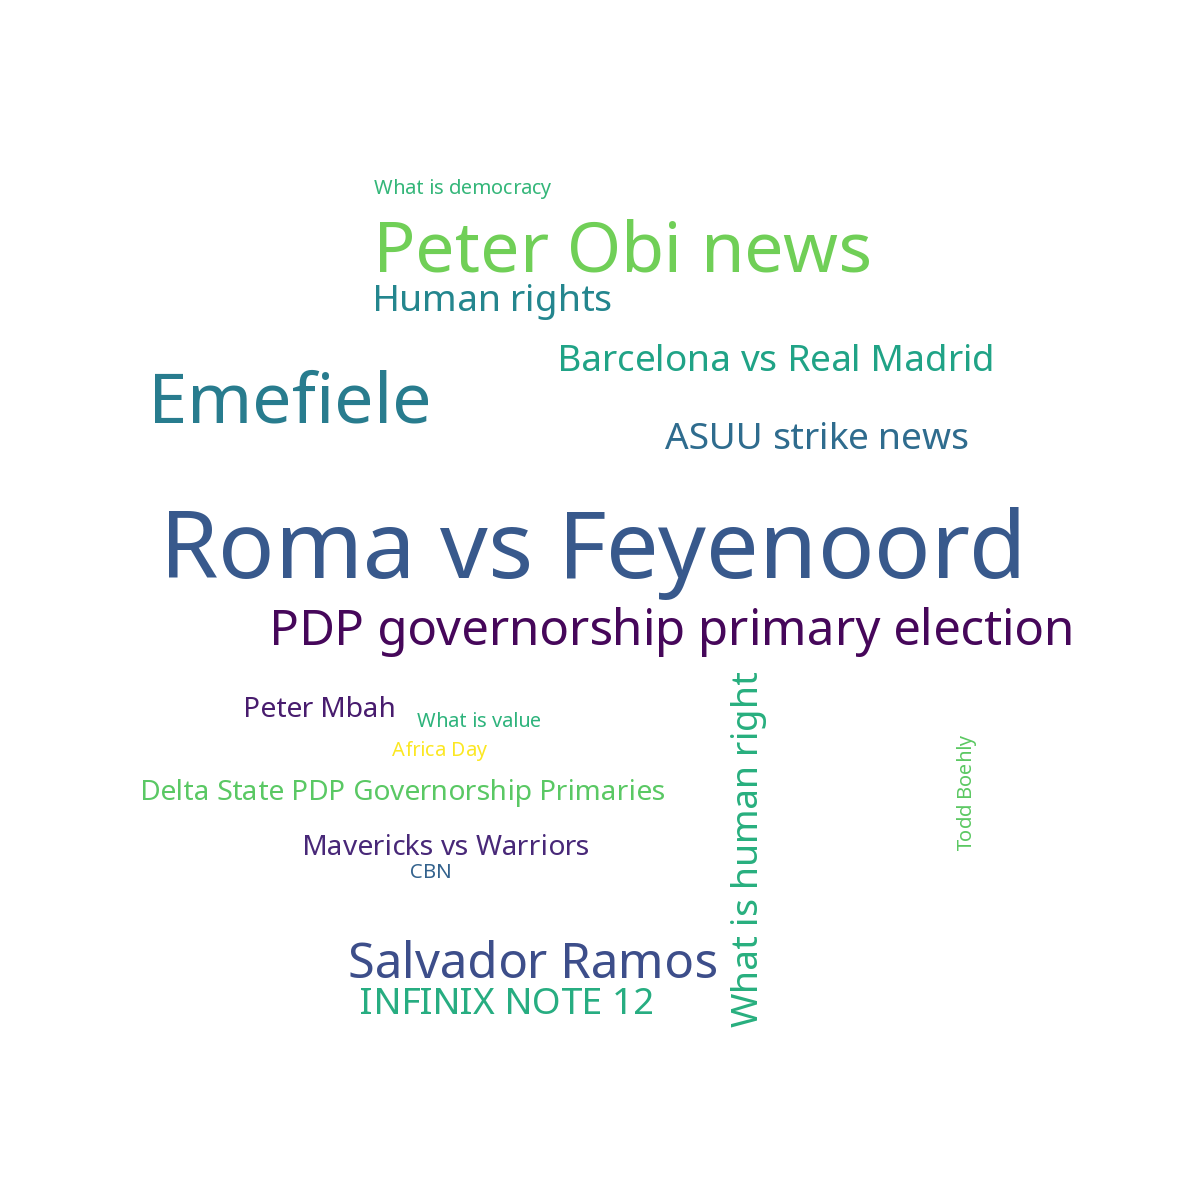 What is democracy
Peter Obi news
Human rights
Barcelona vs Real Madrid
Emefiele
ASUU strike news
Roma vs Feyenoord
PDP governorship primary election
Peter Mbah
What is value
Africa Day
Delta State PDP Governorship Primaries
Mavericks vs Warriors
CBN
What is human right
Todd Boehly
Salvador Ramos
INFINIX NOTE 12